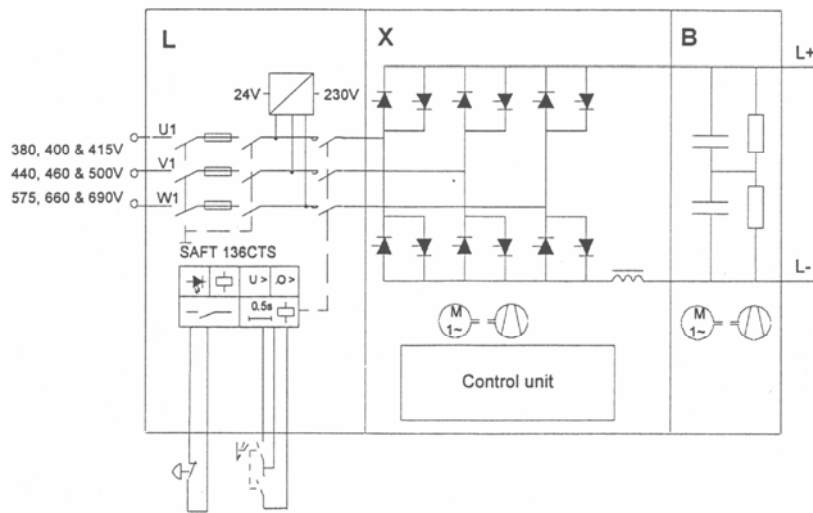 L
X
B
L+
24V
230V
U1
380, 400 & 415V
V1
440, 460 & 500V
W1
575, 660 & 690V
SAFT 136CTS
U >
O >
0.5s
L-
M
1~
M
1~
Control unit